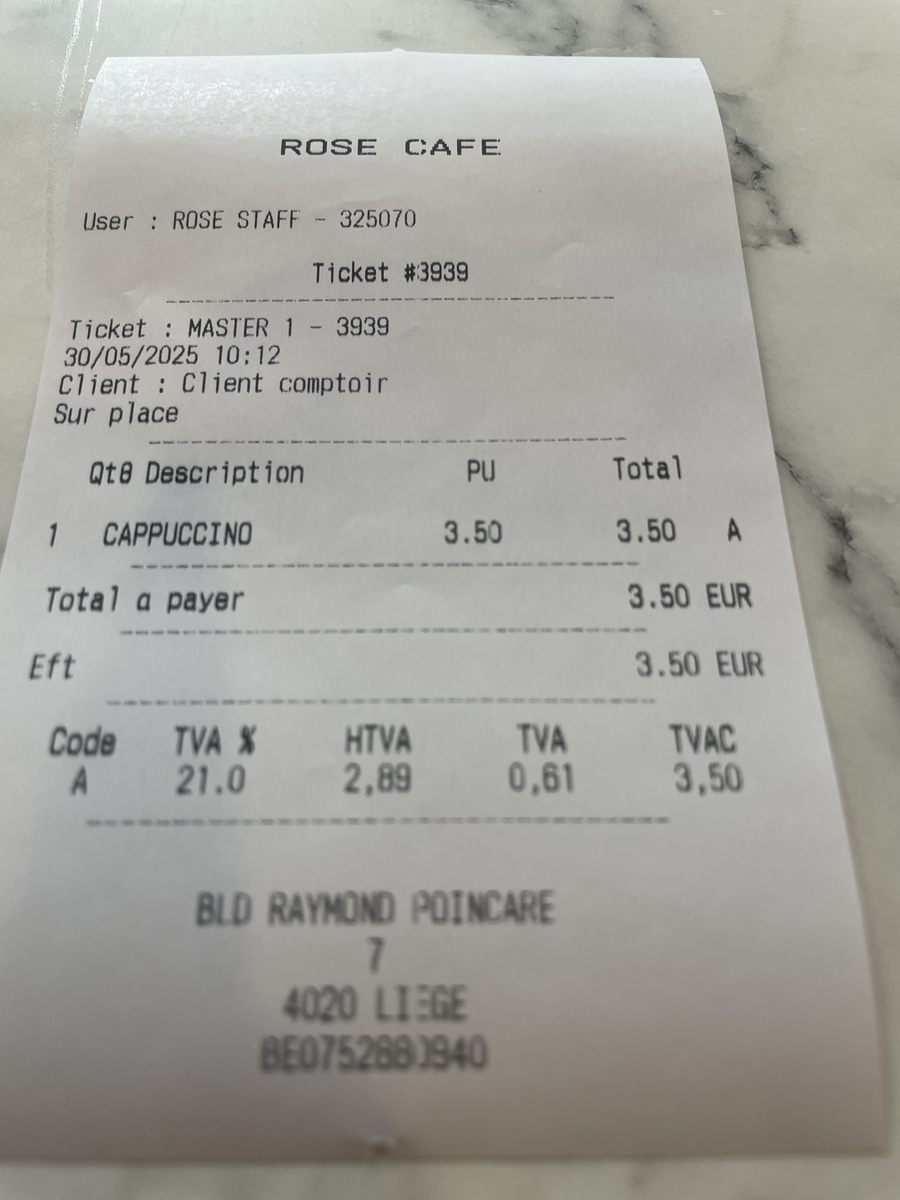 ROSE CAFE
User : ROSE STAFF - 325070
Ticket #3939
Ticket : MASTER 1 - 3939
30/05/2025 10:12
Client : Client comptoir
Sur place
Qté Description PU Total
1 CAPPUCCINO 3.50 3.50 A
Total a payer 3.50 EUR
Eft 3.50 EUR
Code TVA % HTVA TVA TVAC
A 21.0 2,89 0,61 3,50
BLD RAYMOND POINCARE
7
4020 LIEGE